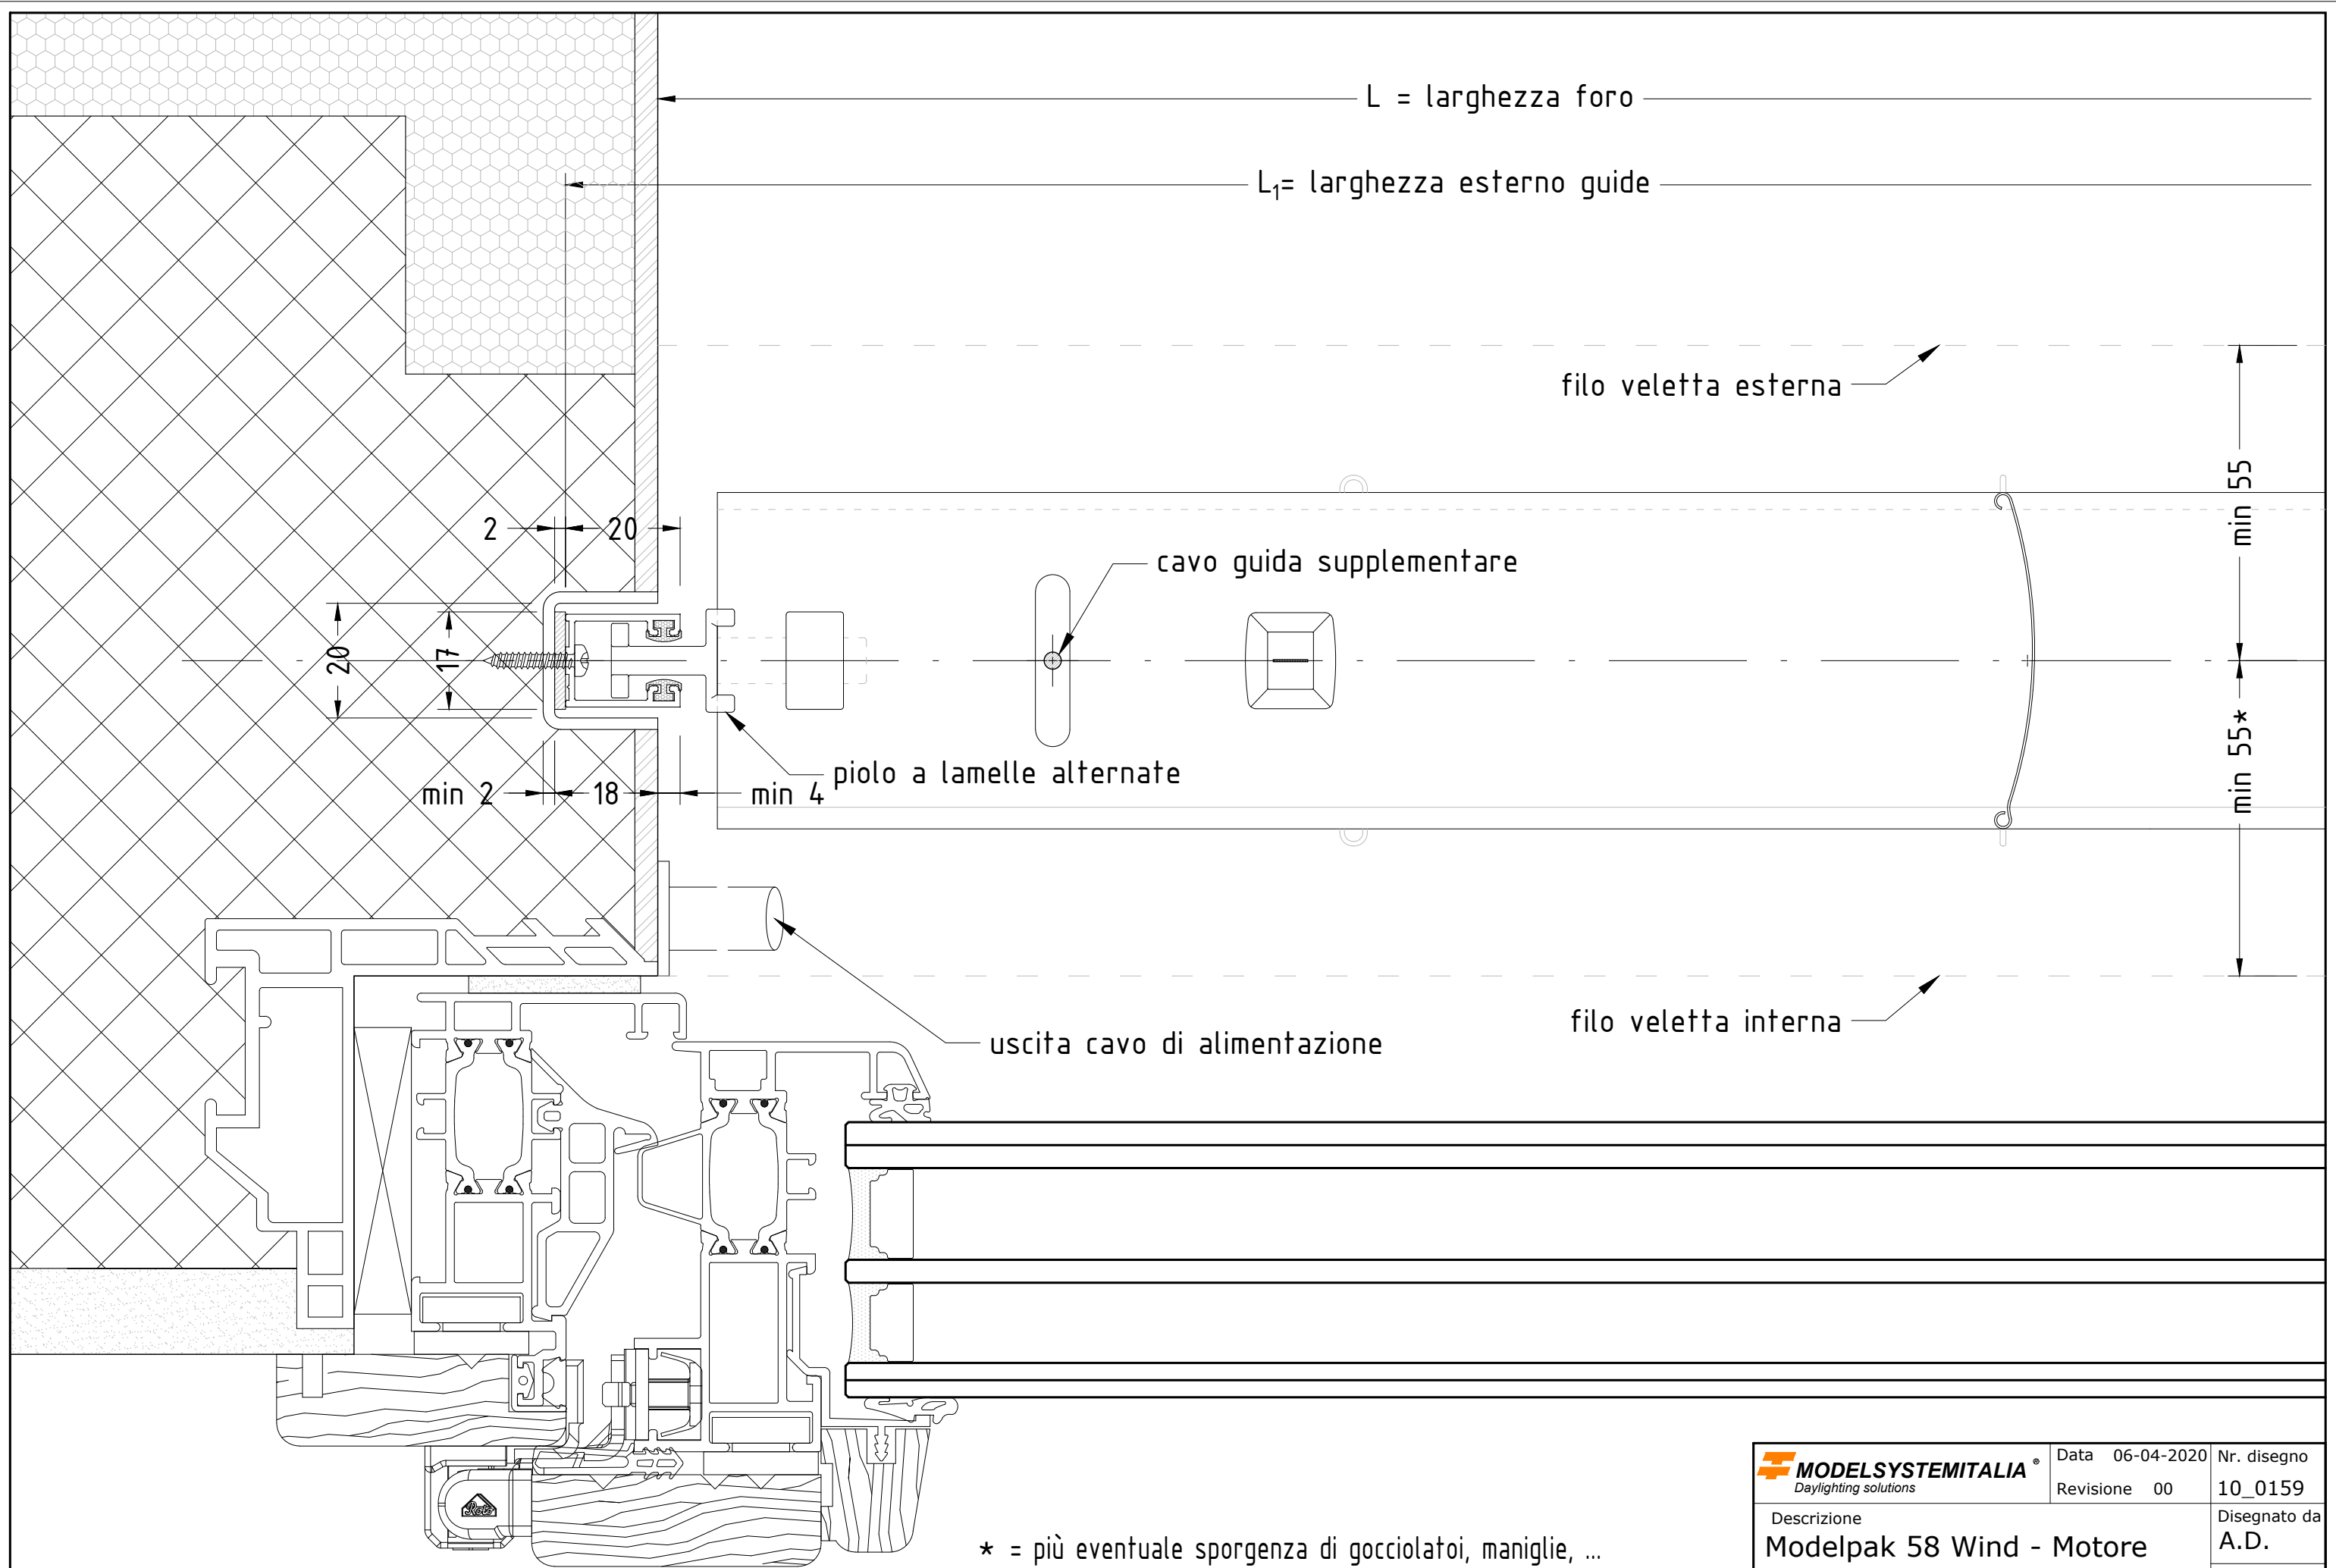 L = larghezza foro
L₁= larghezza esterno guide
filo veletta esterna
min 55
2
20
cavo guida supplementare
20
17
piolo a lamelle alternate
min 2
18
min 4
min 55*
uscita cavo di alimentazione
filo veletta interna
Roto
* = più eventuale sporgenza di gocciolatoi, maniglie, ...
MODELSYSTEMITALIA ®
Daylighting solutions
Data 06-04-2020
Revisione 00
Nr. disegno
10_0159
Descrizione
Modelpak 58 Wind - Motore
Disegnato da
A.D.